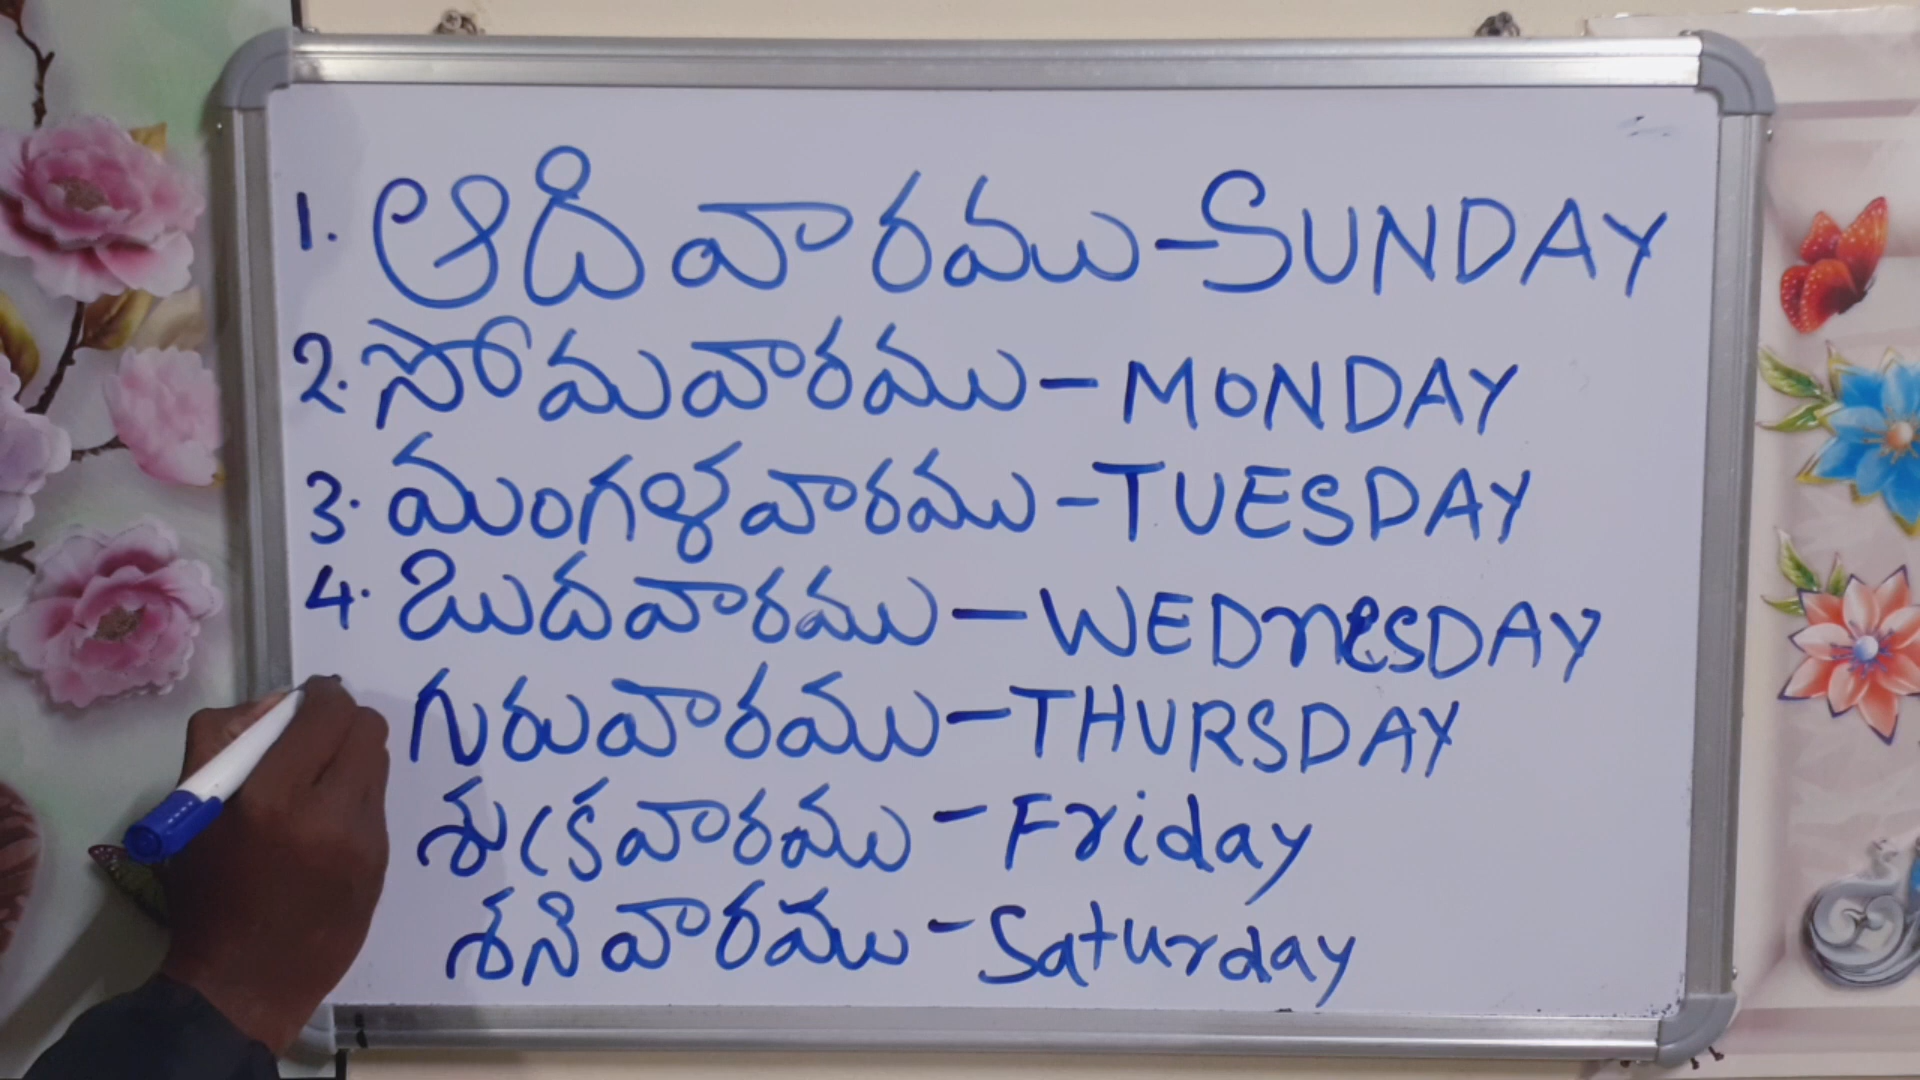 1. ఆదివారము - SUNDAY
2. సోమవారము - MONDAY
3. మంగళవారము - TUESDAY
4. బుదవారము - WEDnesDAY
గురువారము - THURSDAY
శుక్రవారము - Friday
శనివారము - Saturday